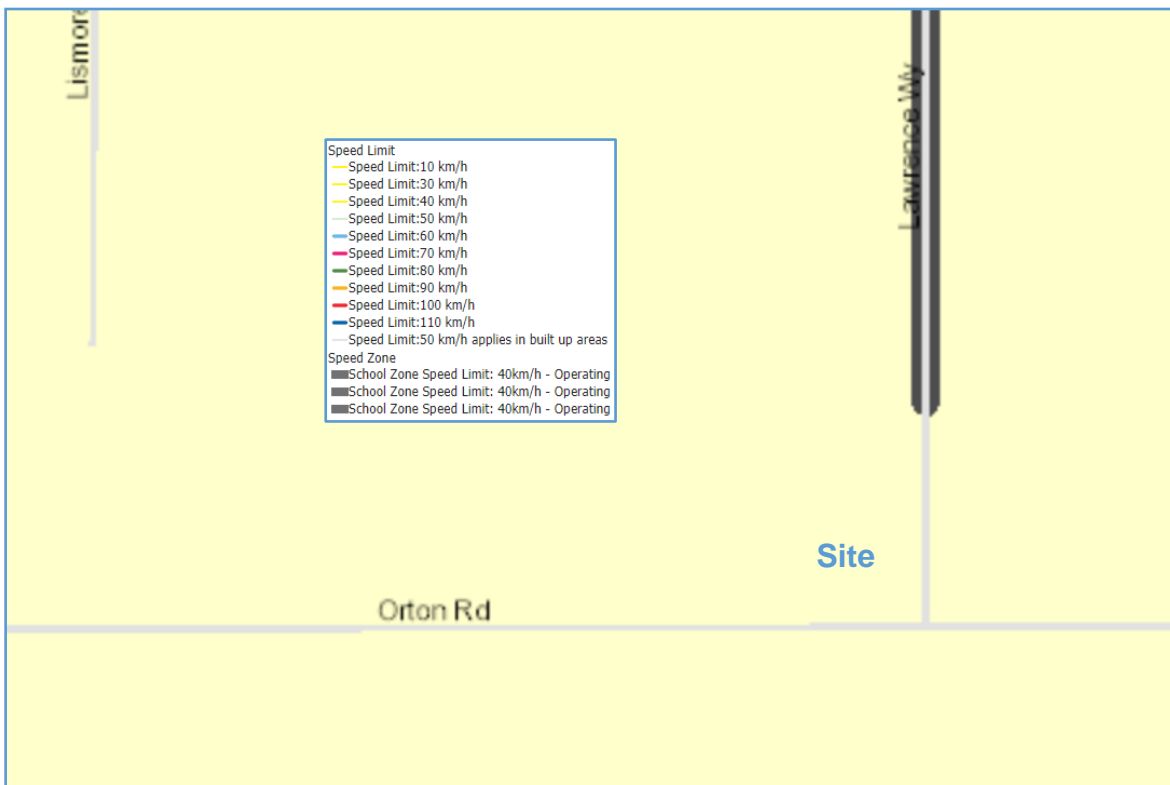 Lismore
Lawrence Wy
Speed Limit
Speed Limit:10 km/h
Speed Limit:30 km/h
Speed Limit:40 km/h
Speed Limit:50 km/h
Speed Limit:60 km/h
Speed Limit:70 km/h
Speed Limit:80 km/h
Speed Limit:90 km/h
Speed Limit:100 km/h
Speed Limit:110 km/h
Speed Limit:50 km/h applies in built up areas
Speed Zone
School Zone Speed Limit: 40km/h - Operating
School Zone Speed Limit: 40km/h - Operating
School Zone Speed Limit: 40km/h - Operating
Site
Orton Rd